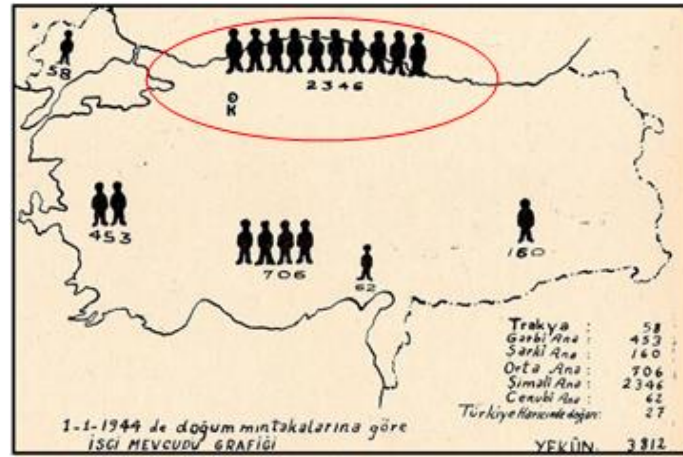 58
2346
O
K
453
706
62
160
Trakya : 58
Garbî Ana : 453
Şarkî Ana : 160
Orta Ana : 706
Şimalî Ana : 2346
Cenubî Ana : 62
Türkiye Haricinde doğan: 27
YEKÛN. 3812
1-1-1944 de doğum mıntakalarına göre
İŞCİ MEVCUDU GRAFİĞİ